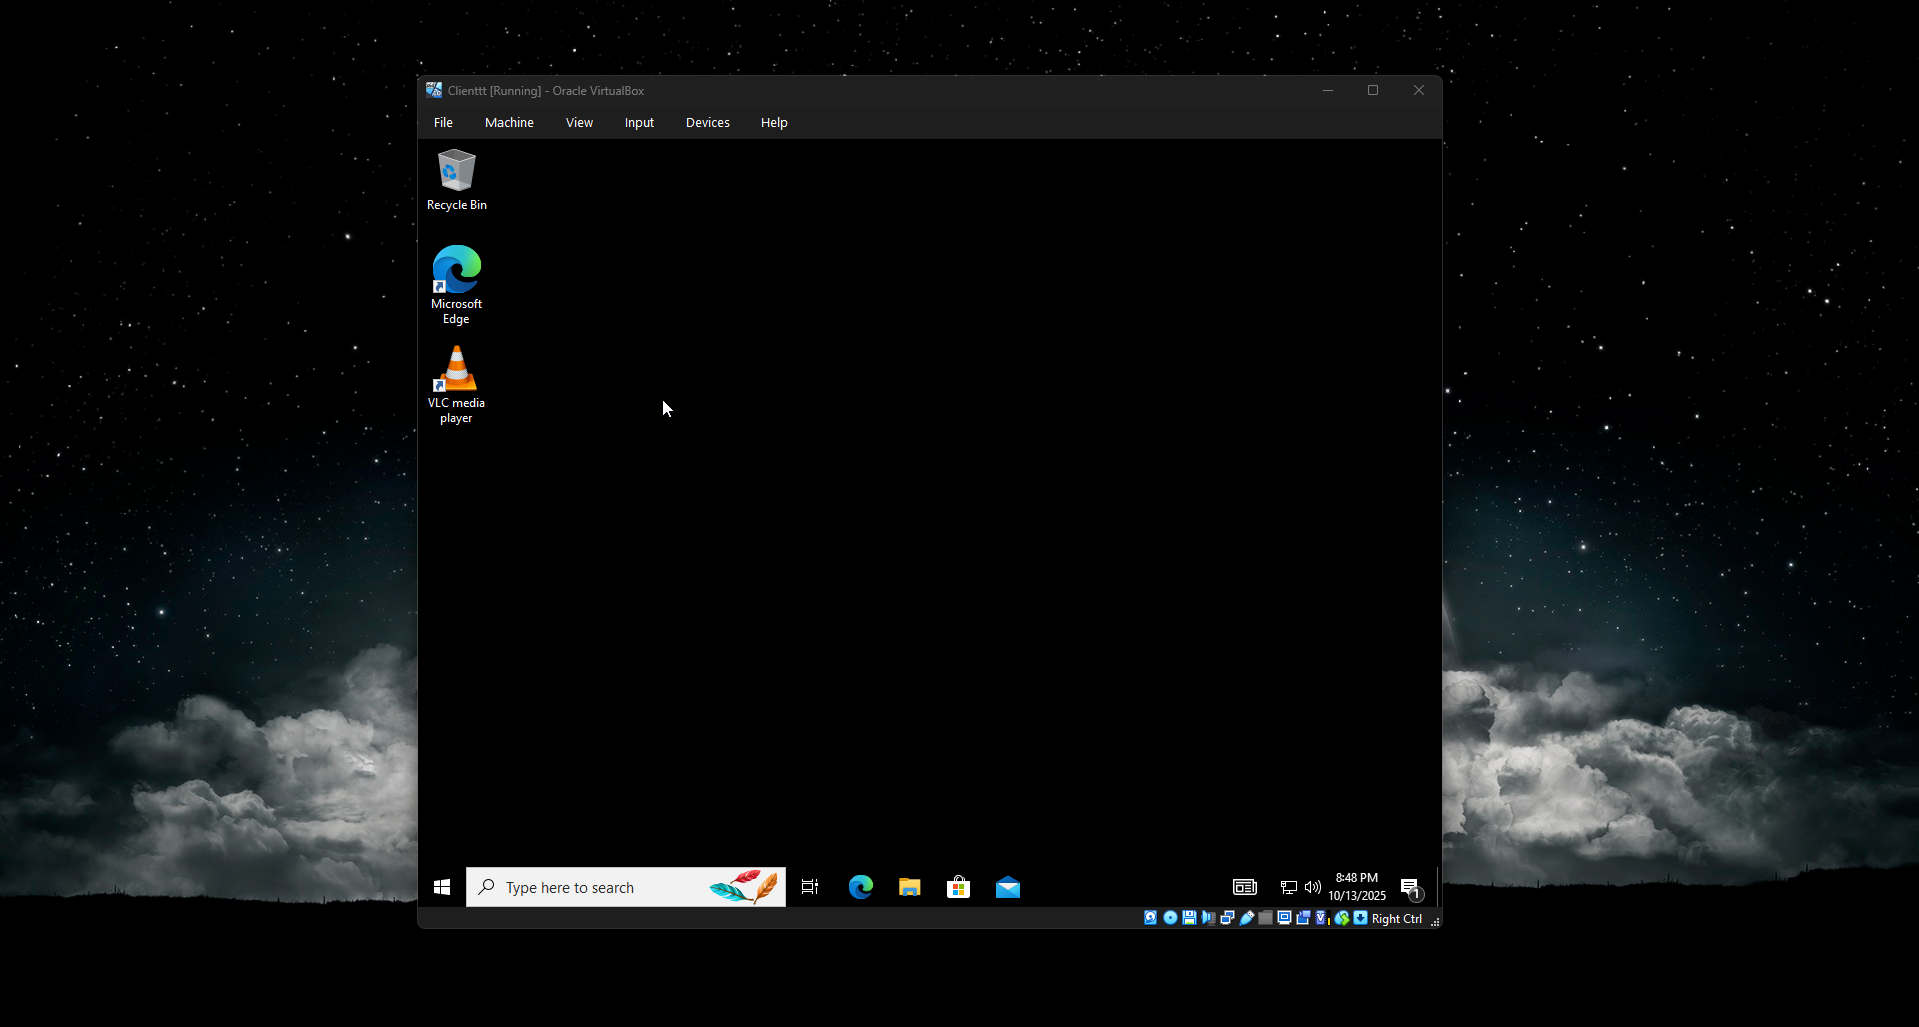 Clienttt [Running] - Oracle VirtualBox
File Machine View Input Devices Help
Recycle Bin
Microsoft
Edge
VLC media
player
Type here to search
8:48 PM
10/13/2025
1
Right Ctrl